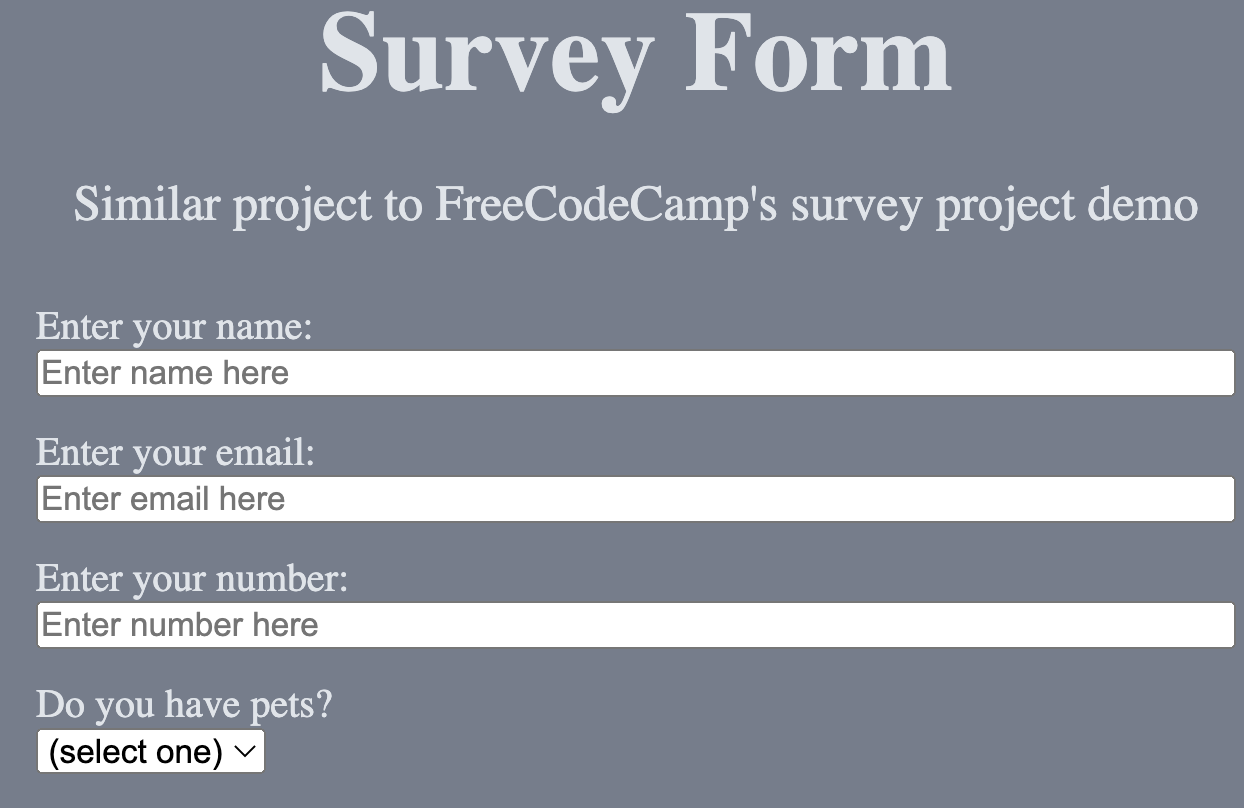 Survey Form
Similar project to FreeCodeCamp's survey project demo
Enter your name:
Enter name here
Enter your email:
Enter email here
Enter your number:
Enter number here
Do you have pets?
(select one)